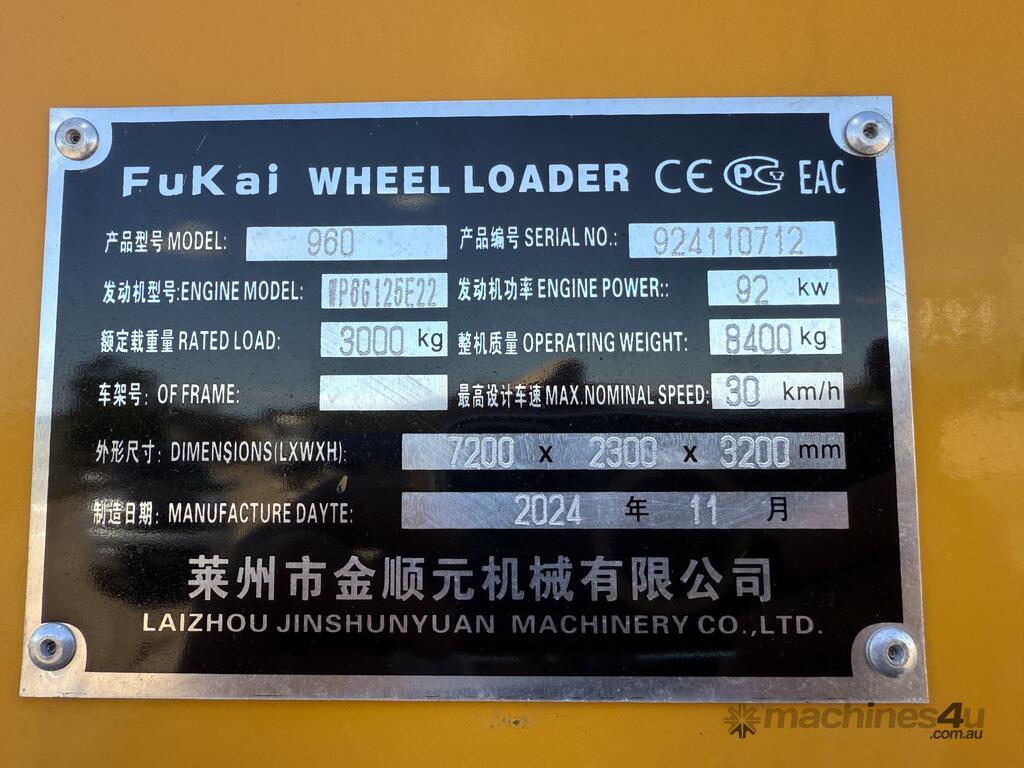 FuKai WHEEL LOADER CE PCT EAC
产品型号 MODEL: 960 产品编号 SERIAL NO.: 924110712
发动机型号:ENGINE MODEL: WP6G125E22 发动机功率 ENGINE POWER:: 92 kw
额定载重量 RATED LOAD: 3000 kg 整机质量 OPERATING WEIGHT: 8400 kg
车架号: OF FRAME: 最高设计车速 MAX.NOMINAL SPEED: 30 km/h
外形尺寸: DIMENSIONS(LXWXH): 7200 x 2300 x 3200 mm
制造日期: MANUFACTURE DAYTE: 2024 年 11 月
莱州市金顺元机械有限公司
LAIZHOU JINSHUNYUAN MACHINERY CO.,LTD.
machines4u
.com.au